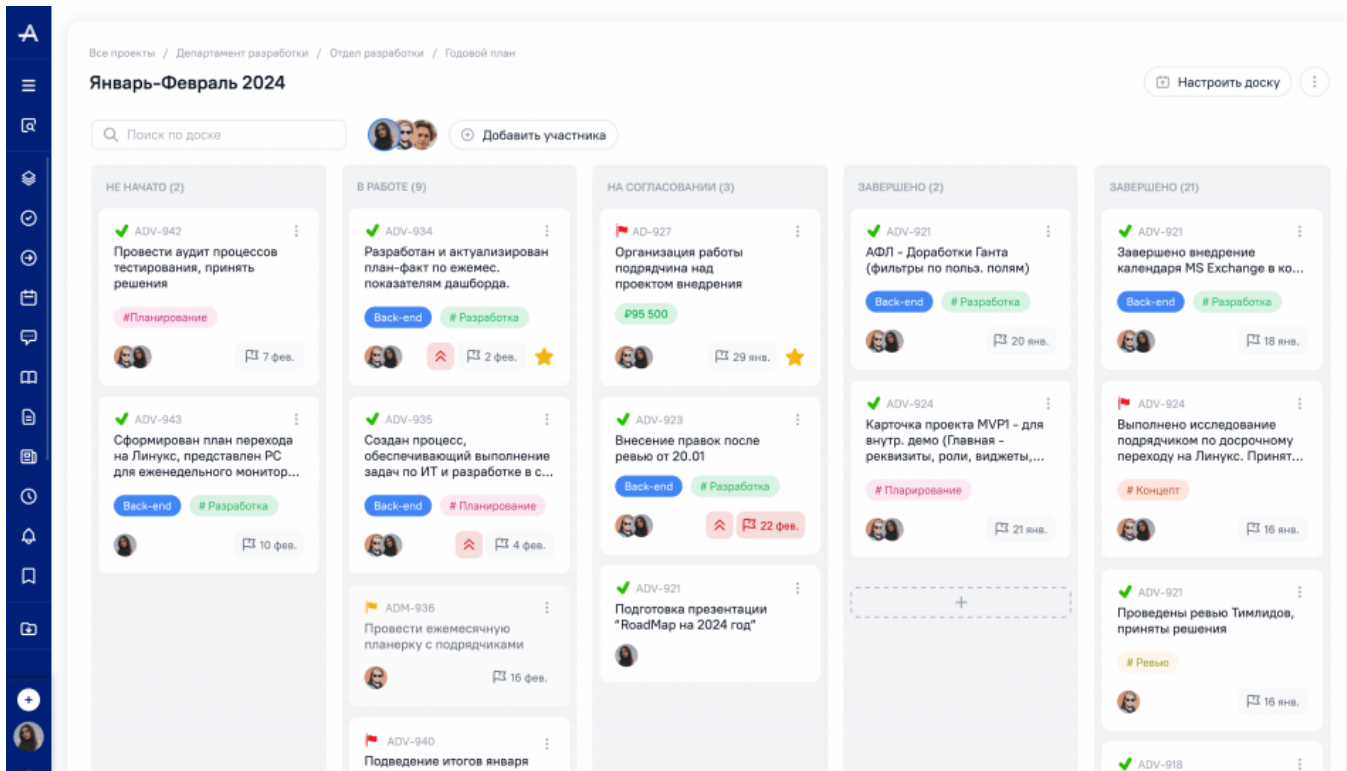 Все проекты / Департамент разработки / Отдел разработки / Годовой план
Январь-Февраль 2024
Настроить доску
Поиск по доске
Добавить участника
НЕ НАЧАТО (2)
ADV-942
Провести аудит процессов
тестирования, принять
решения
#Планирование
7 фев.
ADV-943
Сформирован план перехода
на Линукс, представлен РС
для еженедельного монитор...
Back-end # Разработка
10 фев.
В РАБОТЕ (9)
ADV-934
Разработан и актуализирован
план-факт по ежемес.
показателям дашборда.
Back-end # Разработка
2 фев.
ADV-935
Создан процесс,
обеспечивающий выполнение
задач по ИТ и разработке в с...
Back-end # Планирование
4 фев.
ADM-936
Провести ежемесячную
планерку с подрядчиками
16 фев.
ADV-940
Подведение итогов января
НА СОГЛАСОВАНИИ (3)
AD-927
Организация работы
подрядчина над
проектом внедрения
₽95 500
29 янв.
ADV-923
Внесение правок после
ревью от 20.01
Back-end # Разработка
22 фев.
ADV-921
Подготовка презентации
"RoadMap на 2024 год"
ЗАВЕРШЕНО (2)
ADV-921
АФЛ - Доработки Ганта
(фильтры по польз. полям)
Back-end # Разработка
20 янв.
ADV-924
Карточка проекта MVP1 - для
внутр. демо (Главная -
реквизиты, роли, виджеты,...
# Пларирование
21 янв.
ЗАВЕРШЕНО (21)
ADV-921
Завершено внедрение
календаря MS Exchange в ко...
Back-end # Разработка
18 янв.
ADV-924
Выполнено исследование
подрядчиком по досрочному
переходу на Линукс. Принят...
# Концепт
16 янв.
ADV-921
Проведены ревью Тимлидов,
приняты решения
# Ревью
16 янв.
ADV-918